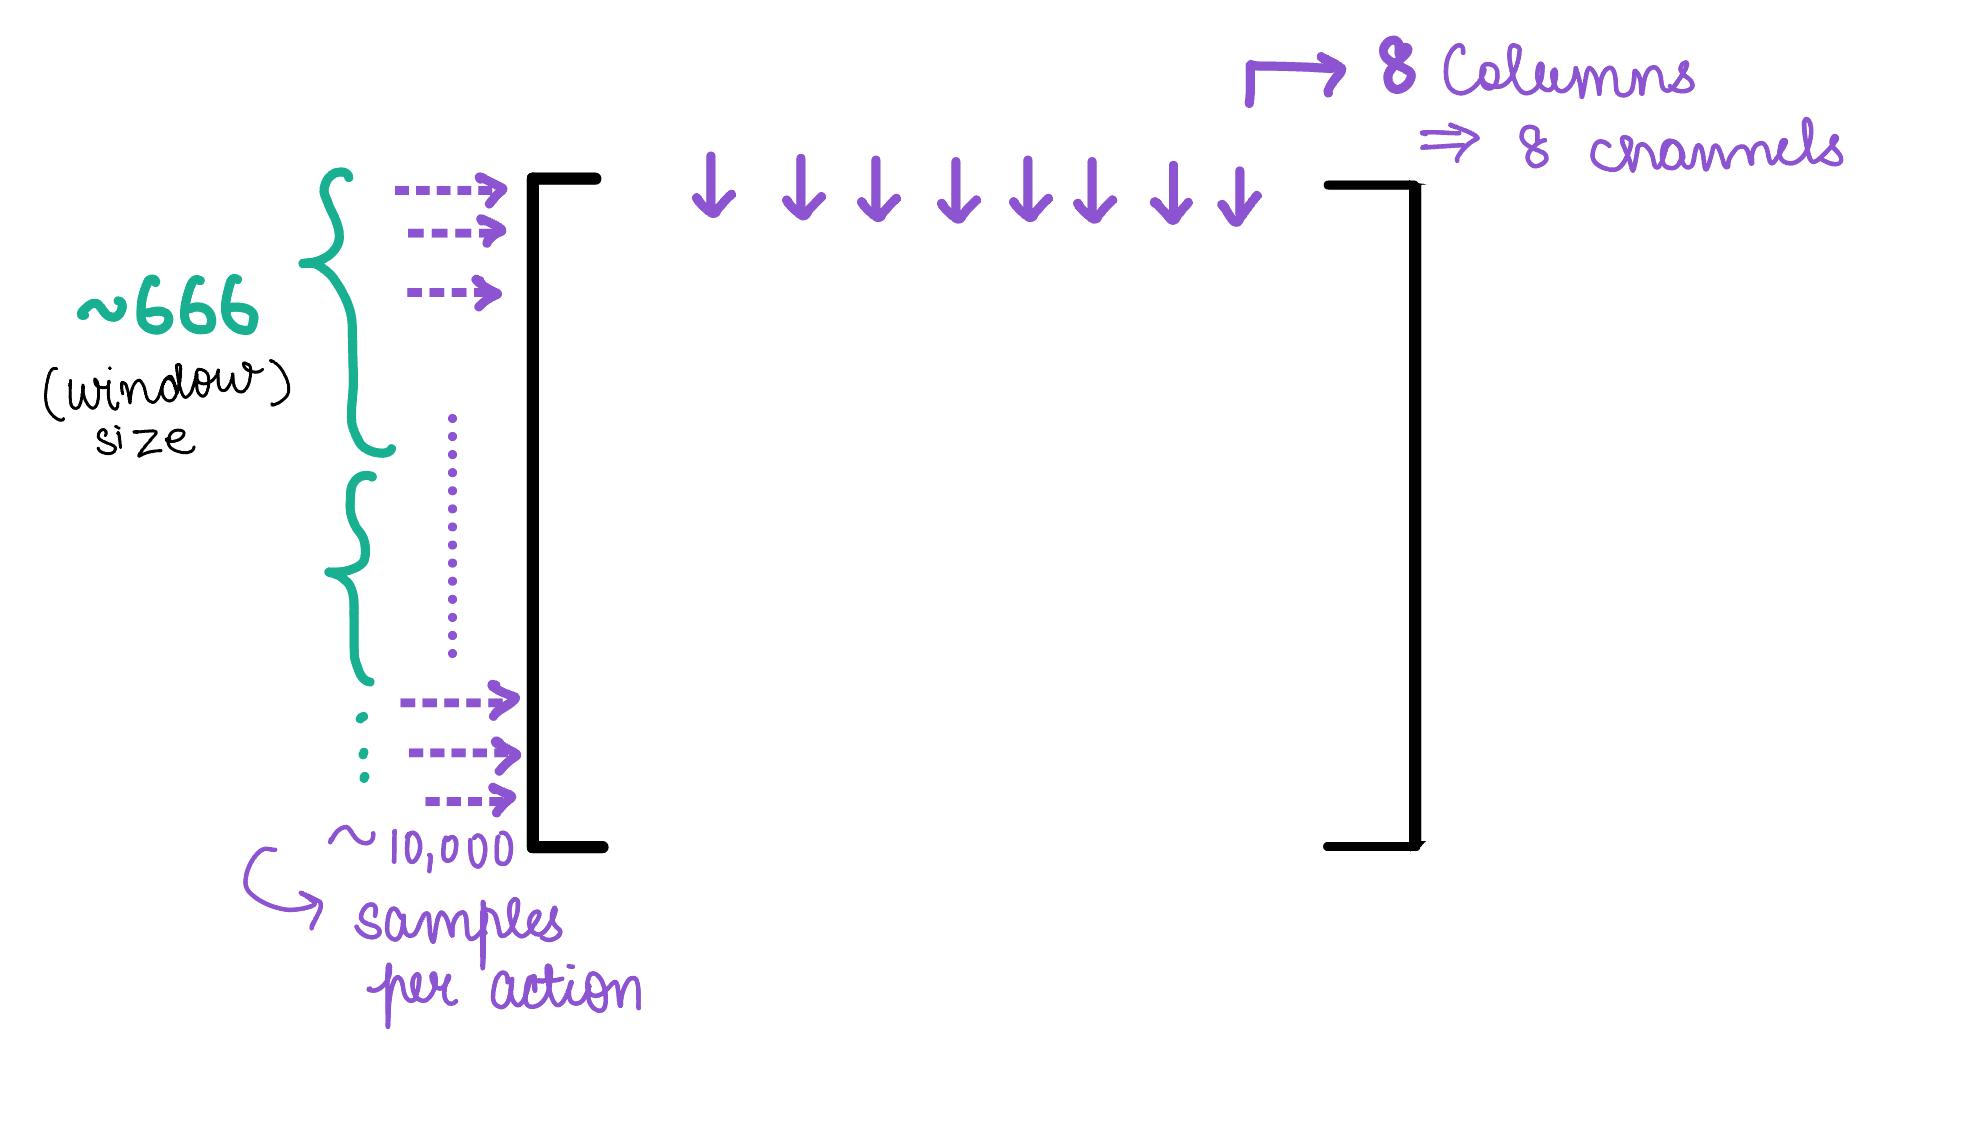 8 Columns
⇒ 8 channels
~666
(window)
size
~10,000
samples
per action